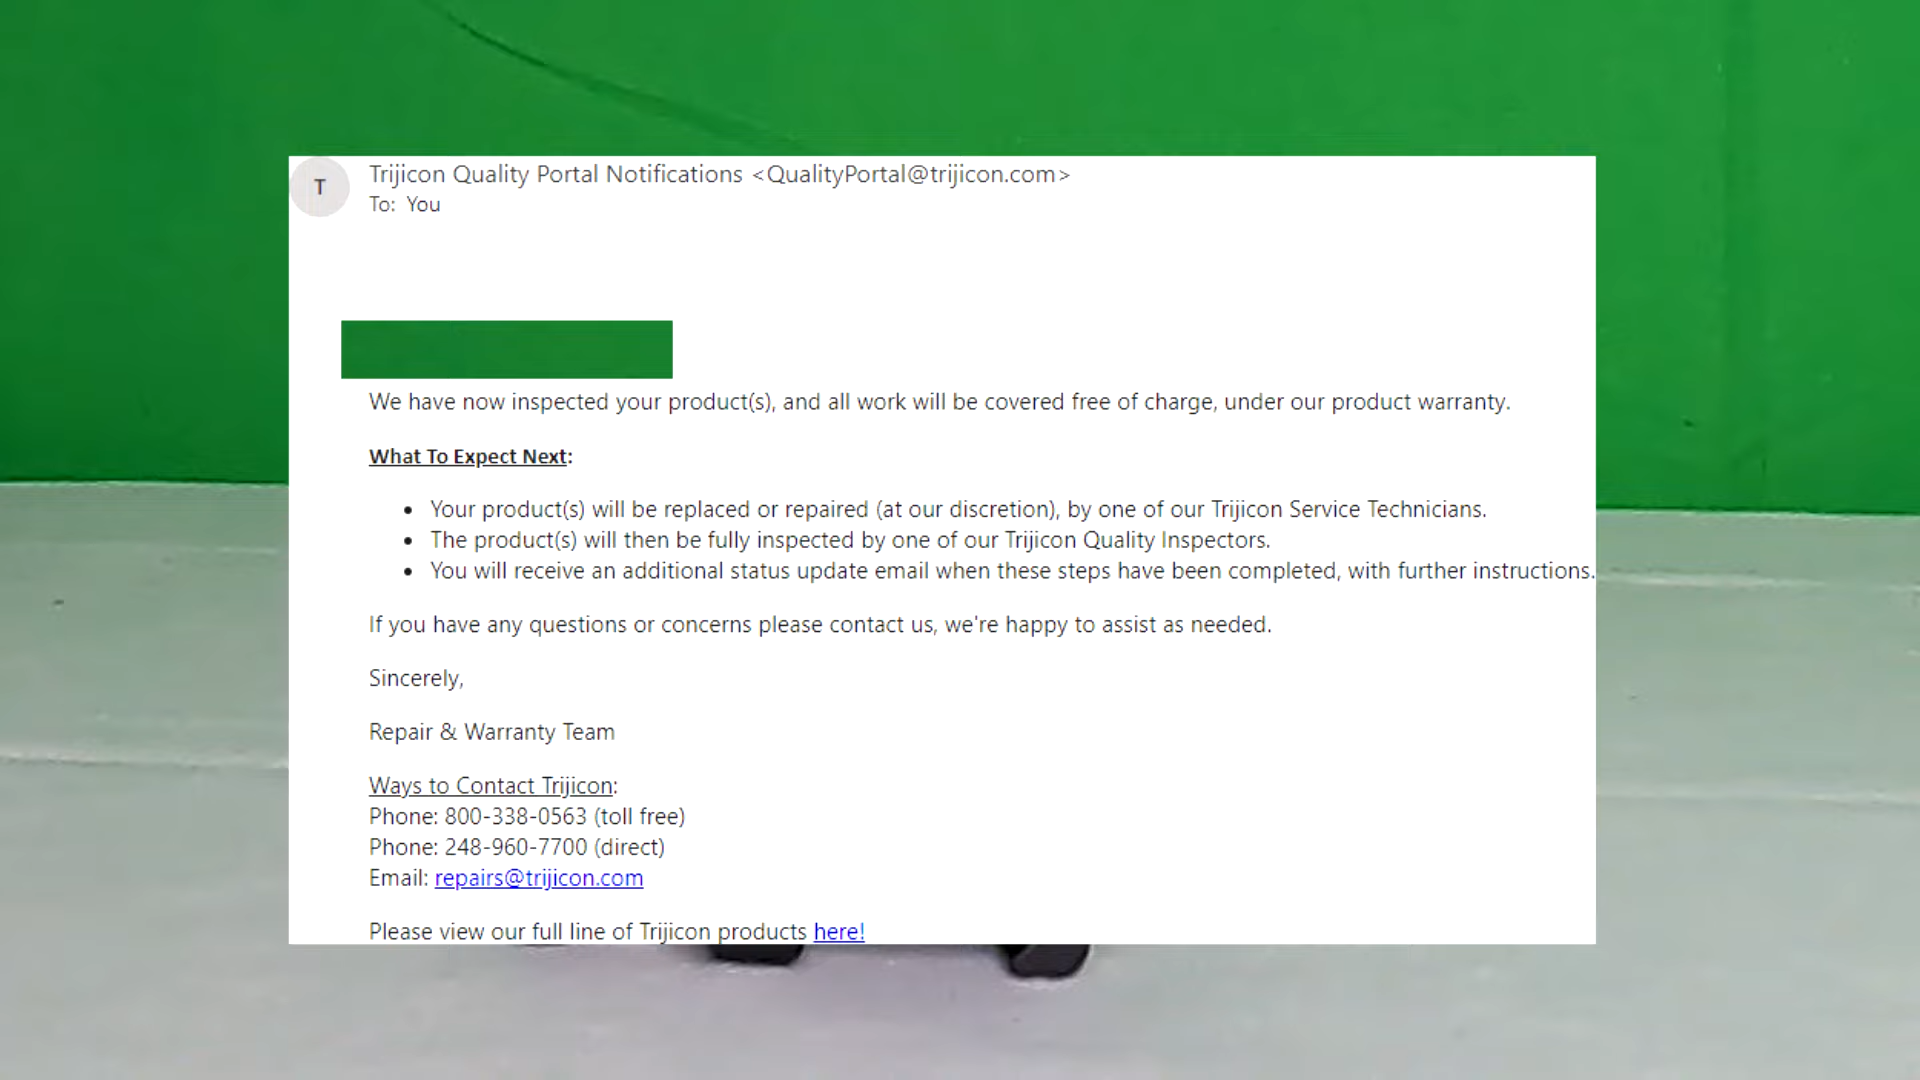 T
Trijicon Quality Portal Notifications <QualityPortal@trijicon.com>
To: You
We have now inspected your product(s), and all work will be covered free of charge, under our product warranty.
What To Expect Next:
• Your product(s) will be replaced or repaired (at our discretion), by one of our Trijicon Service Technicians.
• The product(s) will then be fully inspected by one of our Trijicon Quality Inspectors.
• You will receive an additional status update email when these steps have been completed, with further instructions.
If you have any questions or concerns please contact us, we're happy to assist as needed.
Sincerely,
Repair & Warranty Team
Ways to Contact Trijicon:
Phone: 800-338-0563 (toll free)
Phone: 248-960-7700 (direct)
Email: repairs@trijicon.com
Please view our full line of Trijicon products here!